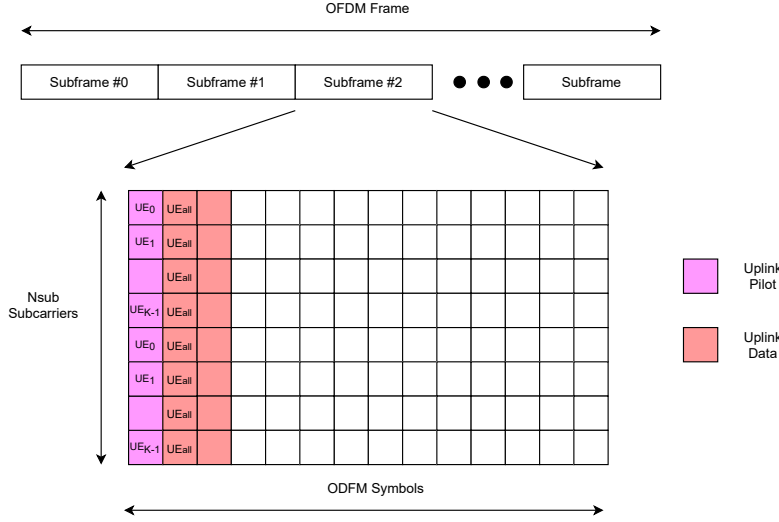 OFDM Frame
Subframe #0 Subframe #1 Subframe #2 Subframe
UE0 UEall
UE1 UEall
UEall
UEK-1 UEall
UE0 UEall
UE1 UEall
UEall
UEK-1 UEall
Nsub
Subcarriers
Uplink
Pilot
Uplink
Data
ODFM Symbols